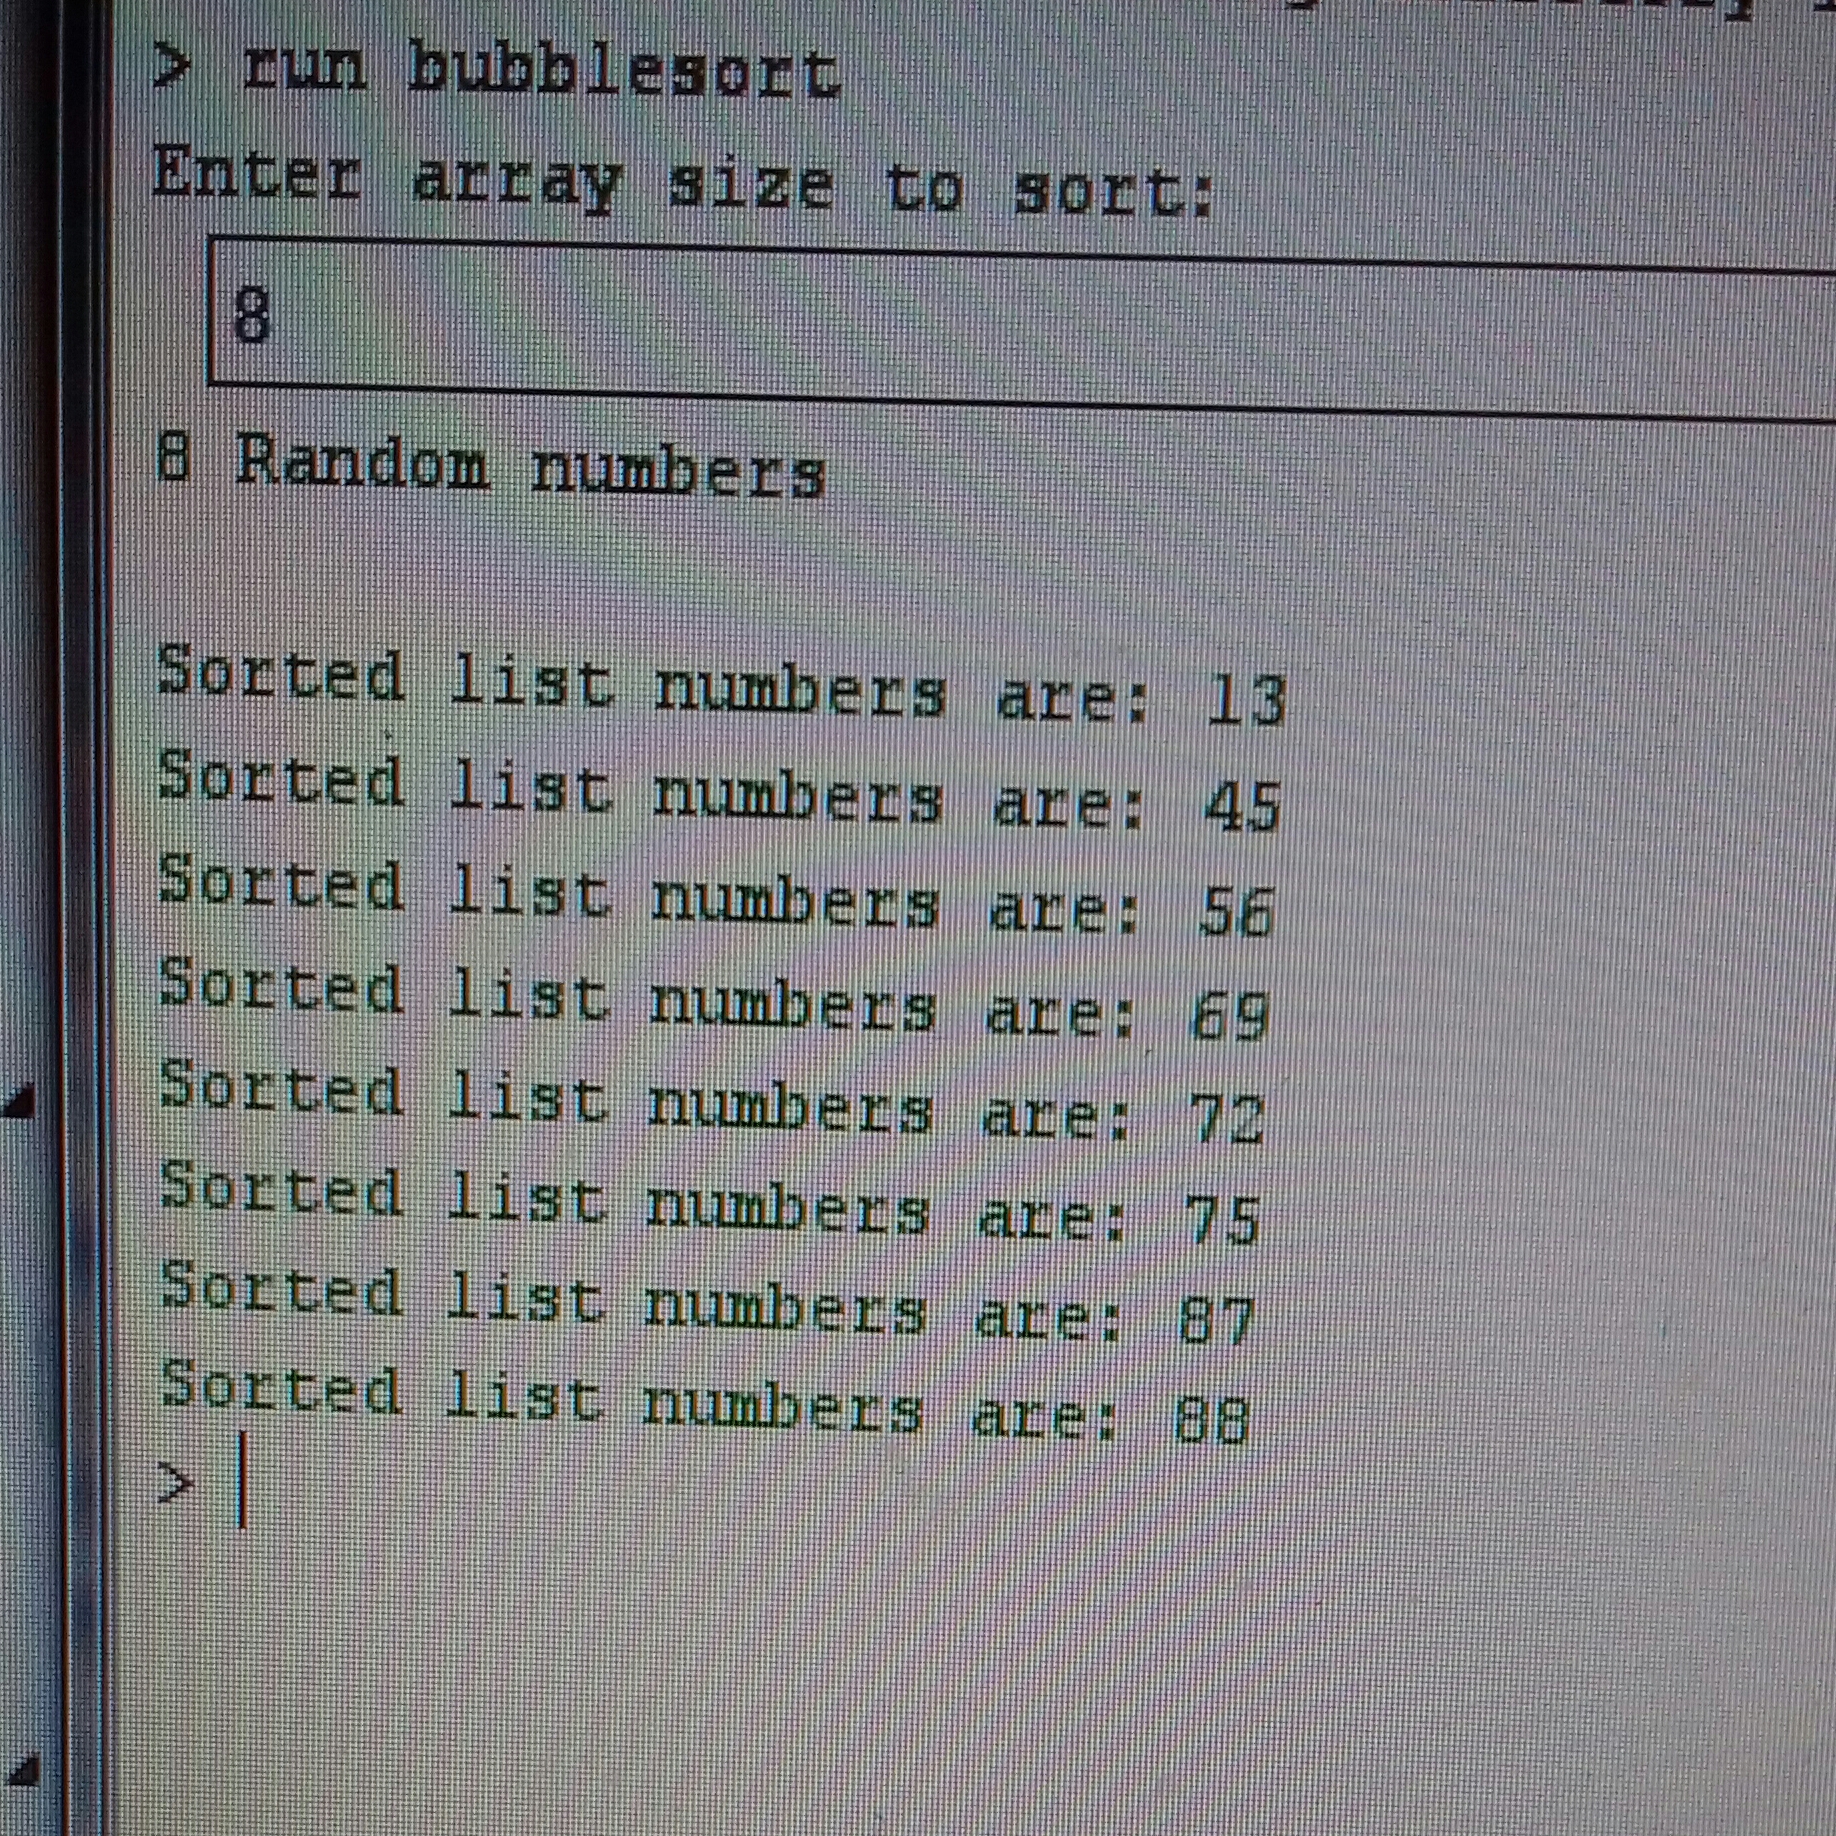 > run bubblesort
Enter array size to sort:
8
8 Random numbers
Sorted list numbers are: 13
Sorted list numbers are: 45
Sorted list numbers are: 56
Sorted list numbers are: 69
Sorted list numbers are: 72
Sorted list numbers are: 75
Sorted list numbers are: 87
Sorted list numbers are: 88
>